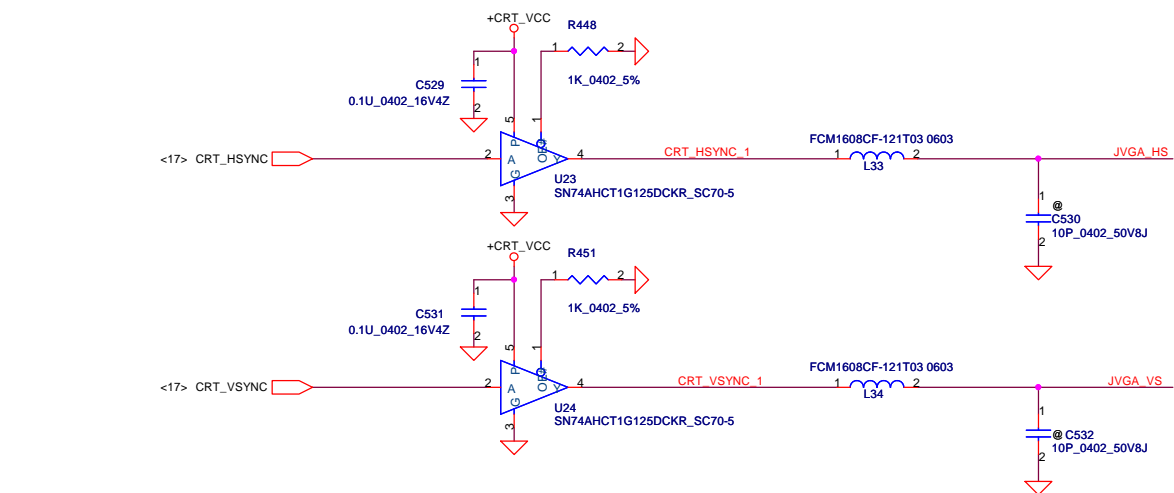 +CRT_VCC
R448
1 2
1K_0402_5%
1
C529
0.1U_0402_16V4Z
2
5 1
P OE#
<17> CRT_HSYNC 2 A Y 4 CRT_HSYNC_1
G
3
U23
SN74AHCT1G125DCKR_SC70-5
FCM1608CF-121T03 0603
1 2
L33
JVGA_HS
1
@
C530
10P_0402_50V8J
2
+CRT_VCC
R451
1 2
1K_0402_5%
1
C531
0.1U_0402_16V4Z
2
5 1
P OE#
<17> CRT_VSYNC 2 A Y 4 CRT_VSYNC_1
G
3
U24
SN74AHCT1G125DCKR_SC70-5
FCM1608CF-121T03 0603
1 2
L34
JVGA_VS
1
@ C532
10P_0402_50V8J
2